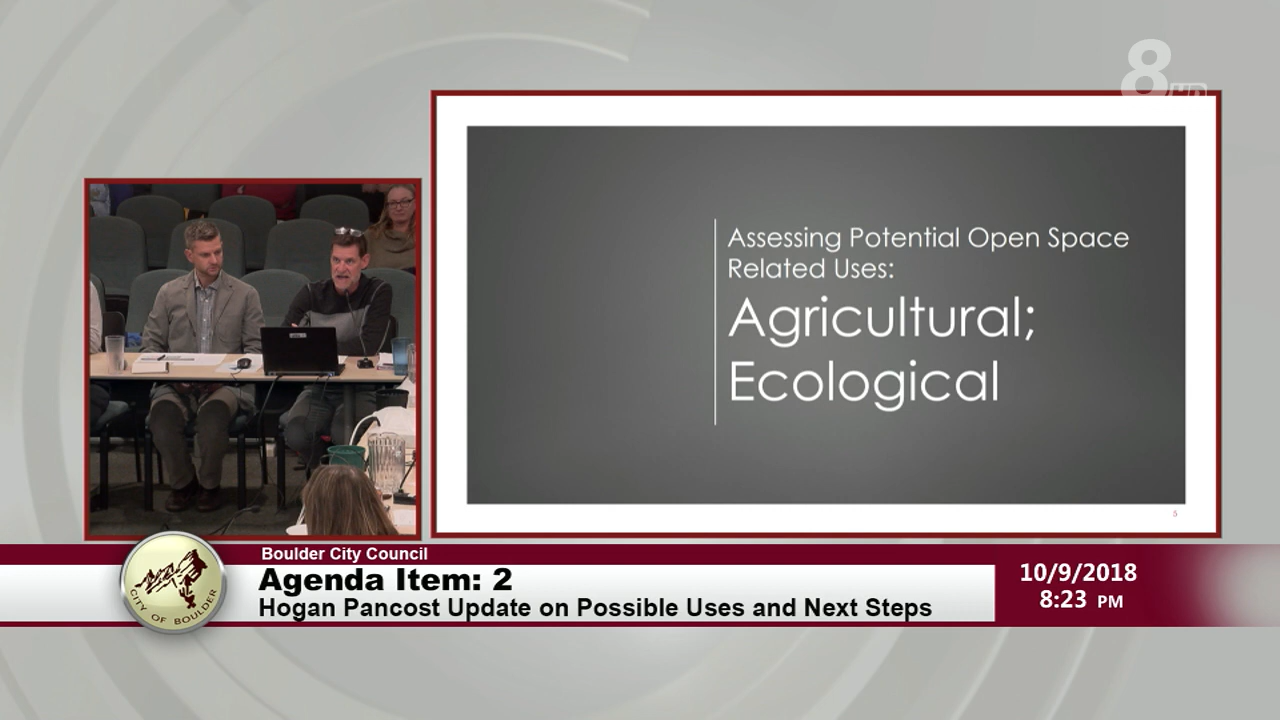 8
HD
Assessing Potential Open Space
Related Uses:
Agricultural;
Ecological
5
Boulder City Council
Agenda Item: 2
Hogan Pancost Update on Possible Uses and Next Steps
10/9/2018
8:23 PM
CITY OF BOULDER